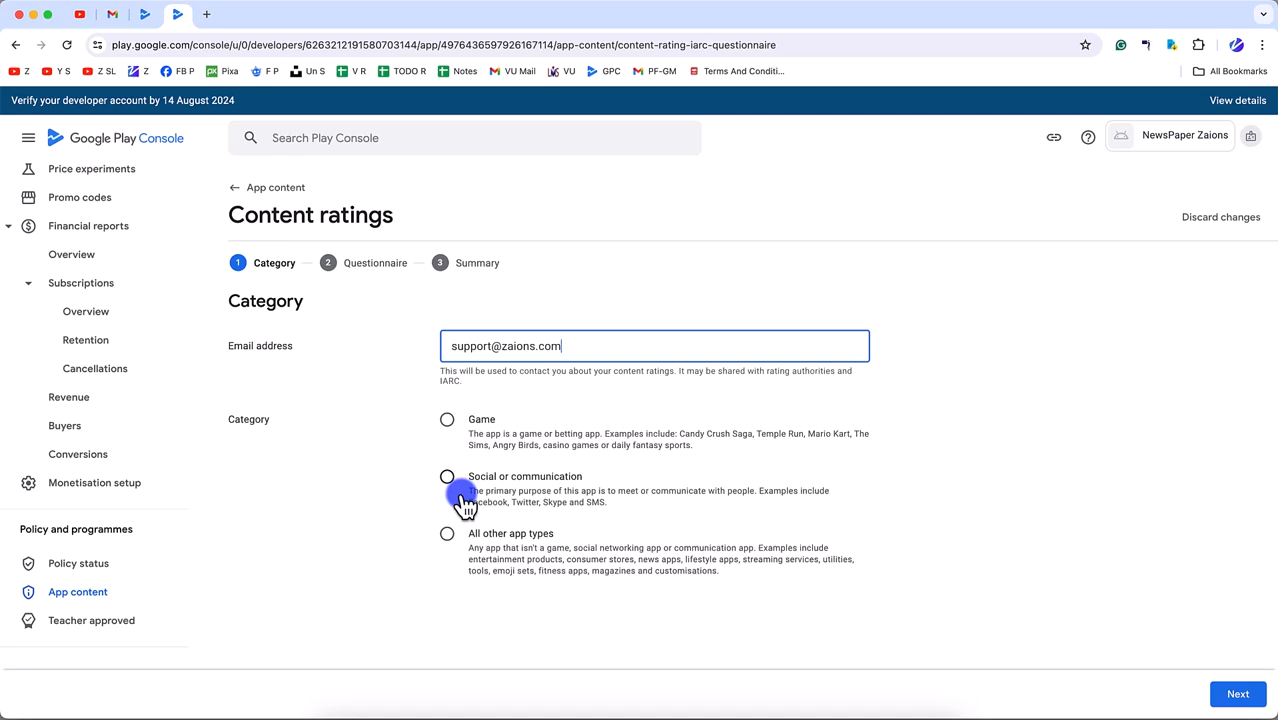 play.google.com/console/u/0/developers/6263212191580703144/app/4976436597926167114/app-content/content-rating-iarc-questionnaire
Z
Y S
Z SL
Z
FB P
Pixa
F P
Un S
V R
TODO R
Notes
VU Mail
VU
GPC
PF-GM
Terms And Conditi...
All Bookmarks
Verify your developer account by 14 August 2024
View details
Google Play Console
Search Play Console
NewsPaper Zaions
Price experiments
Promo codes
Financial reports
Overview
Subscriptions
Overview
Retention
Cancellations
Revenue
Buyers
Conversions
Monetisation setup
Policy and programmes
Policy status
App content
Teacher approved
App content
Content ratings
Discard changes
1 Category
2 Questionnaire
3 Summary
Category
Email address
support@zaions.com
This will be used to contact you about your content ratings. It may be shared with rating authorities and
IARC.
Category
Game
The app is a game or betting app. Examples include: Candy Crush Saga, Temple Run, Mario Kart, The
Sims, Angry Birds, casino games or daily fantasy sports.
Social or communication
The primary purpose of this app is to meet or communicate with people. Examples include
cebook, Twitter, Skype and SMS.
All other app types
Any app that isn't a game, social networking app or communication app. Examples include
entertainment products, consumer stores, news apps, lifestyle apps, streaming services, utilities,
tools, emoji sets, fitness apps, magazines and customisations.
Next